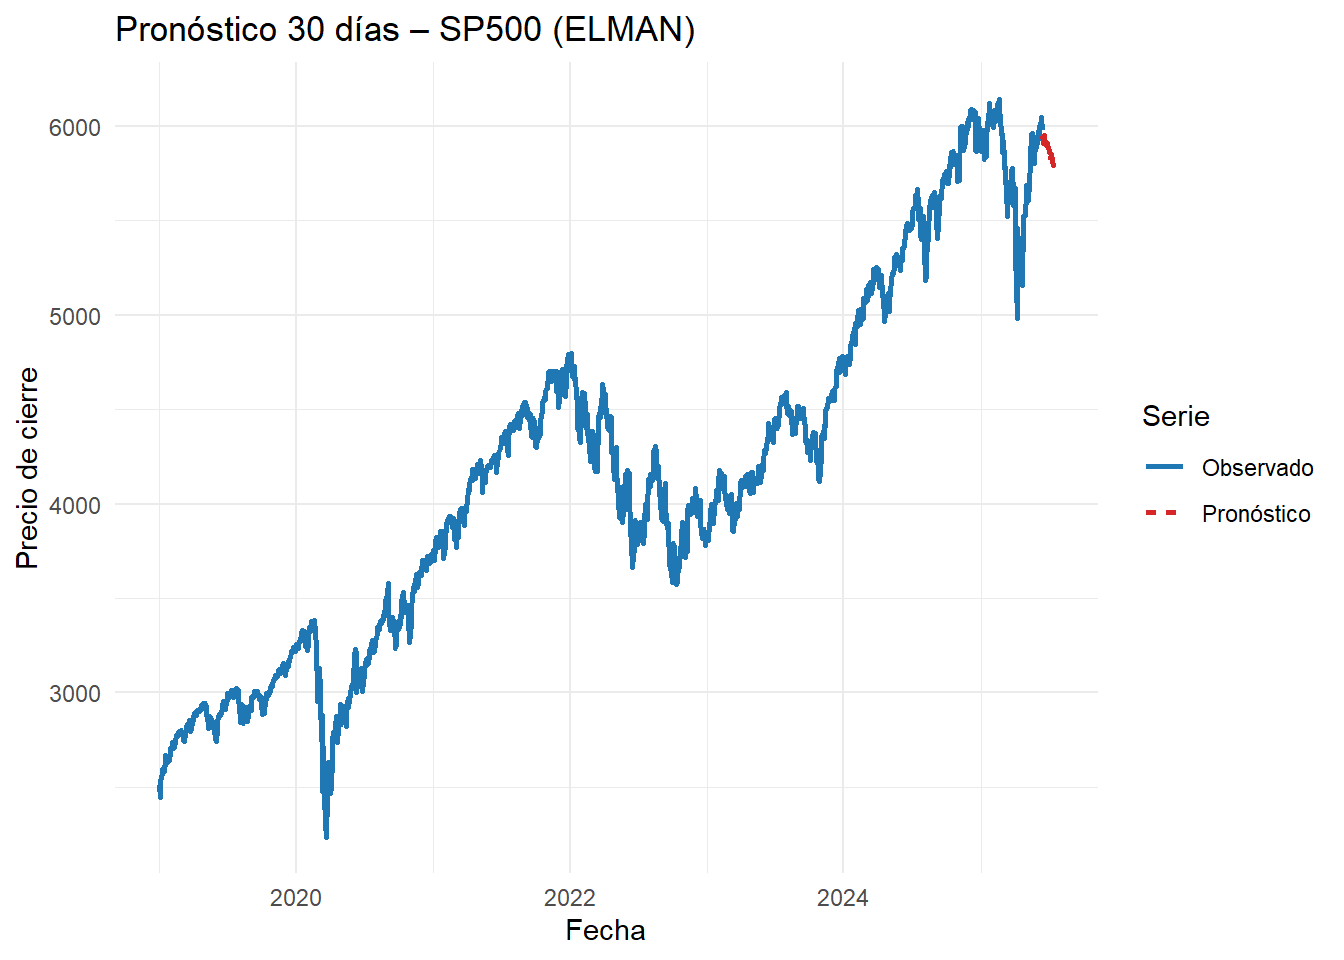 Pronóstico 30 días – SP500 (ELMAN)
6000
5000
4000
3000
Precio de cierre
2020
2022
2024
Fecha
Serie
Observado
Pronóstico